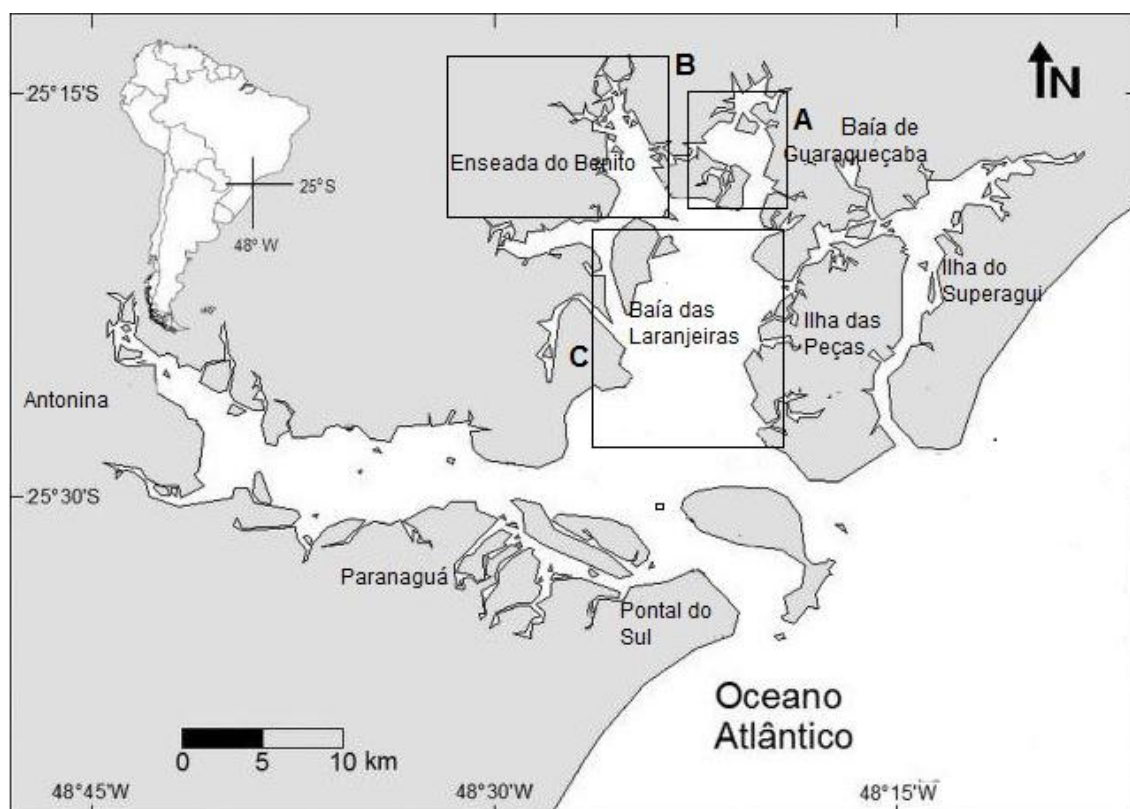 25°15'S
B
N
A
Baía de
Guaraqueçaba
Enseada do Benito
25°S
48° W
Ilha do
Superagui
Baía das
Laranjeiras
Ilha das
Peças
C
Antonina
25°30'S
Paranaguá
Pontal do
Sul
Oceano
Atlântico
0 5 10 km
48°45'W
48°30'W
48°15'W